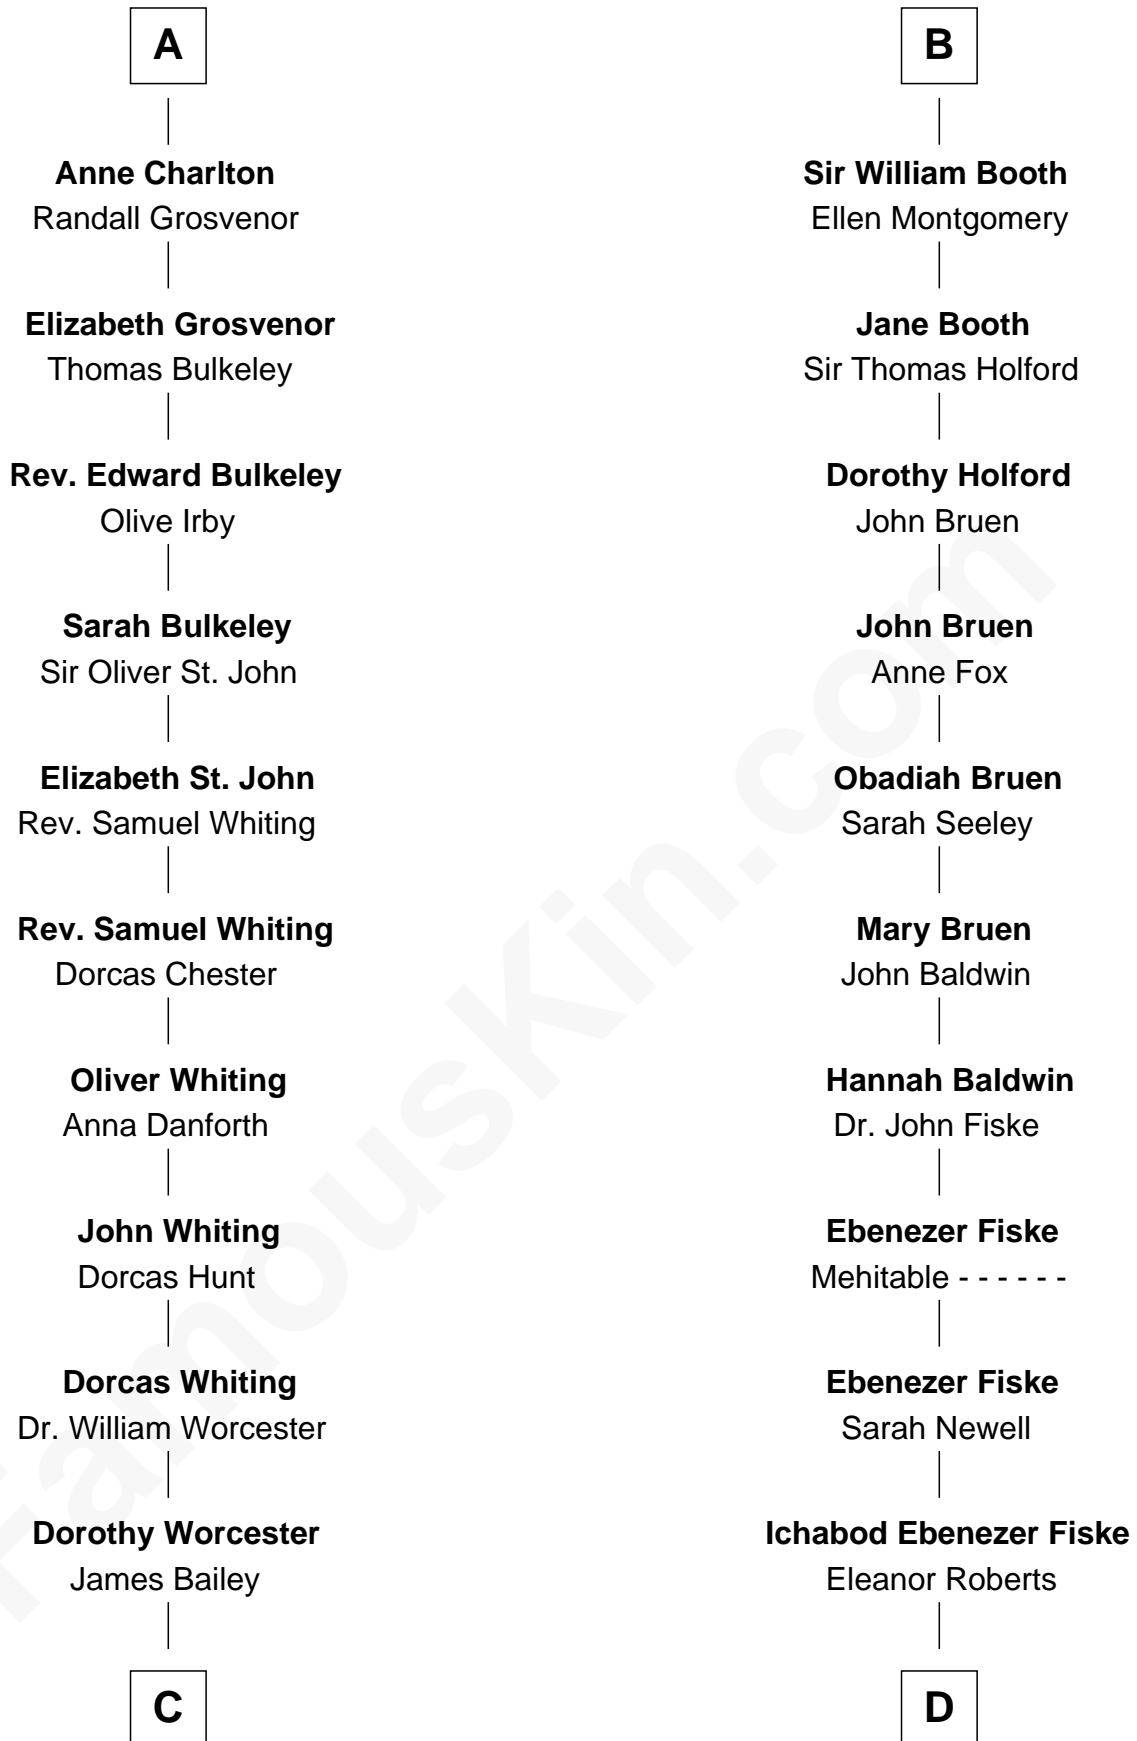 A
Anne Charlton
Randall Grosvenor
Elizabeth Grosvenor
Thomas Bulkeley
Rev. Edward Bulkeley
Olive Irby
Sarah Bulkeley
Sir Oliver St. John
Elizabeth St. John
Rev. Samuel Whiting
Rev. Samuel Whiting
Dorcas Chester
Oliver Whiting
Anna Danforth
John Whiting
Dorcas Hunt
Dorcas Whiting
Dr. William Worcester
Dorothy Worcester
James Bailey
C
B
Sir William Booth
Ellen Montgomery
Jane Booth
Sir Thomas Holford
Dorothy Holford
John Bruen
John Bruen
Anne Fox
Obadiah Bruen
Sarah Seeley
Mary Bruen
John Baldwin
Hannah Baldwin
Dr. John Fiske
Ebenezer Fiske
Mehitable - - - - - -
Ebenezer Fiske
Sarah Newell
Ichabod Ebenezer Fiske
Eleanor Roberts
D
FamousKin.com